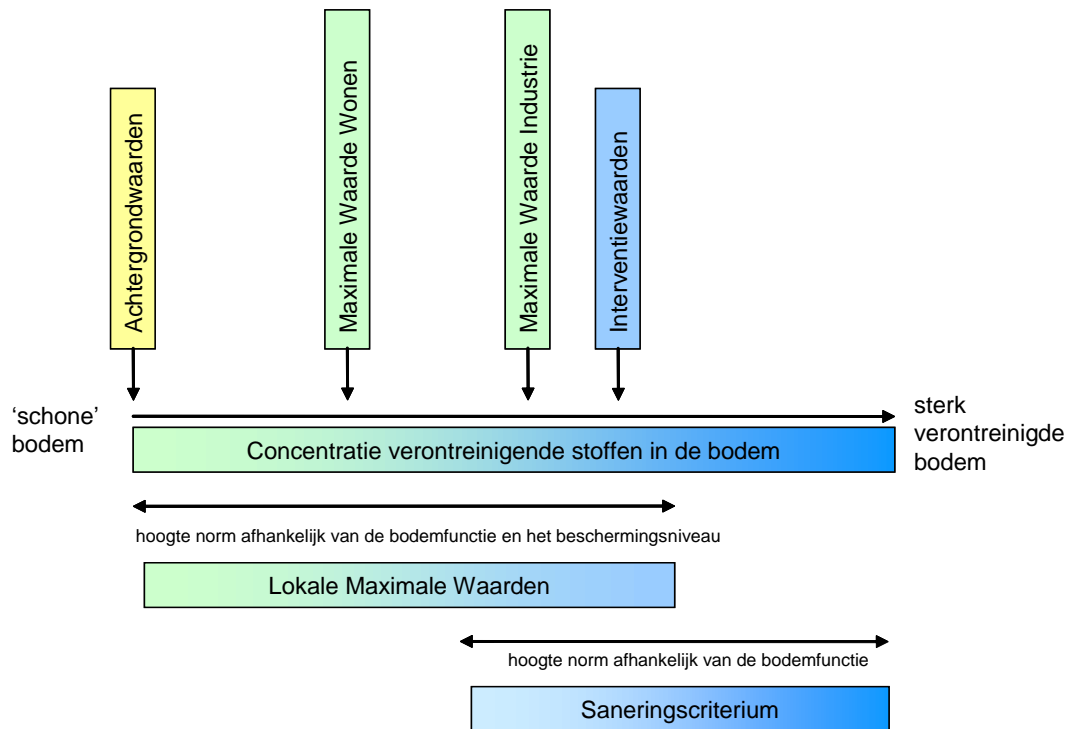 Achtergrondwaarden
Maximale Waarde Wonen
Maximale Waarde Industrie
Interventiewaarden
‘schone’
bodem
sterk
verontreinigde
bodem
Concentratie verontreinigende stoffen in de bodem
hoogte norm afhankelijk van de bodemfunctie en het beschermingsniveau
Lokale Maximale Waarden
hoogte norm afhankelijk van de bodemfunctie
Saneringscriterium